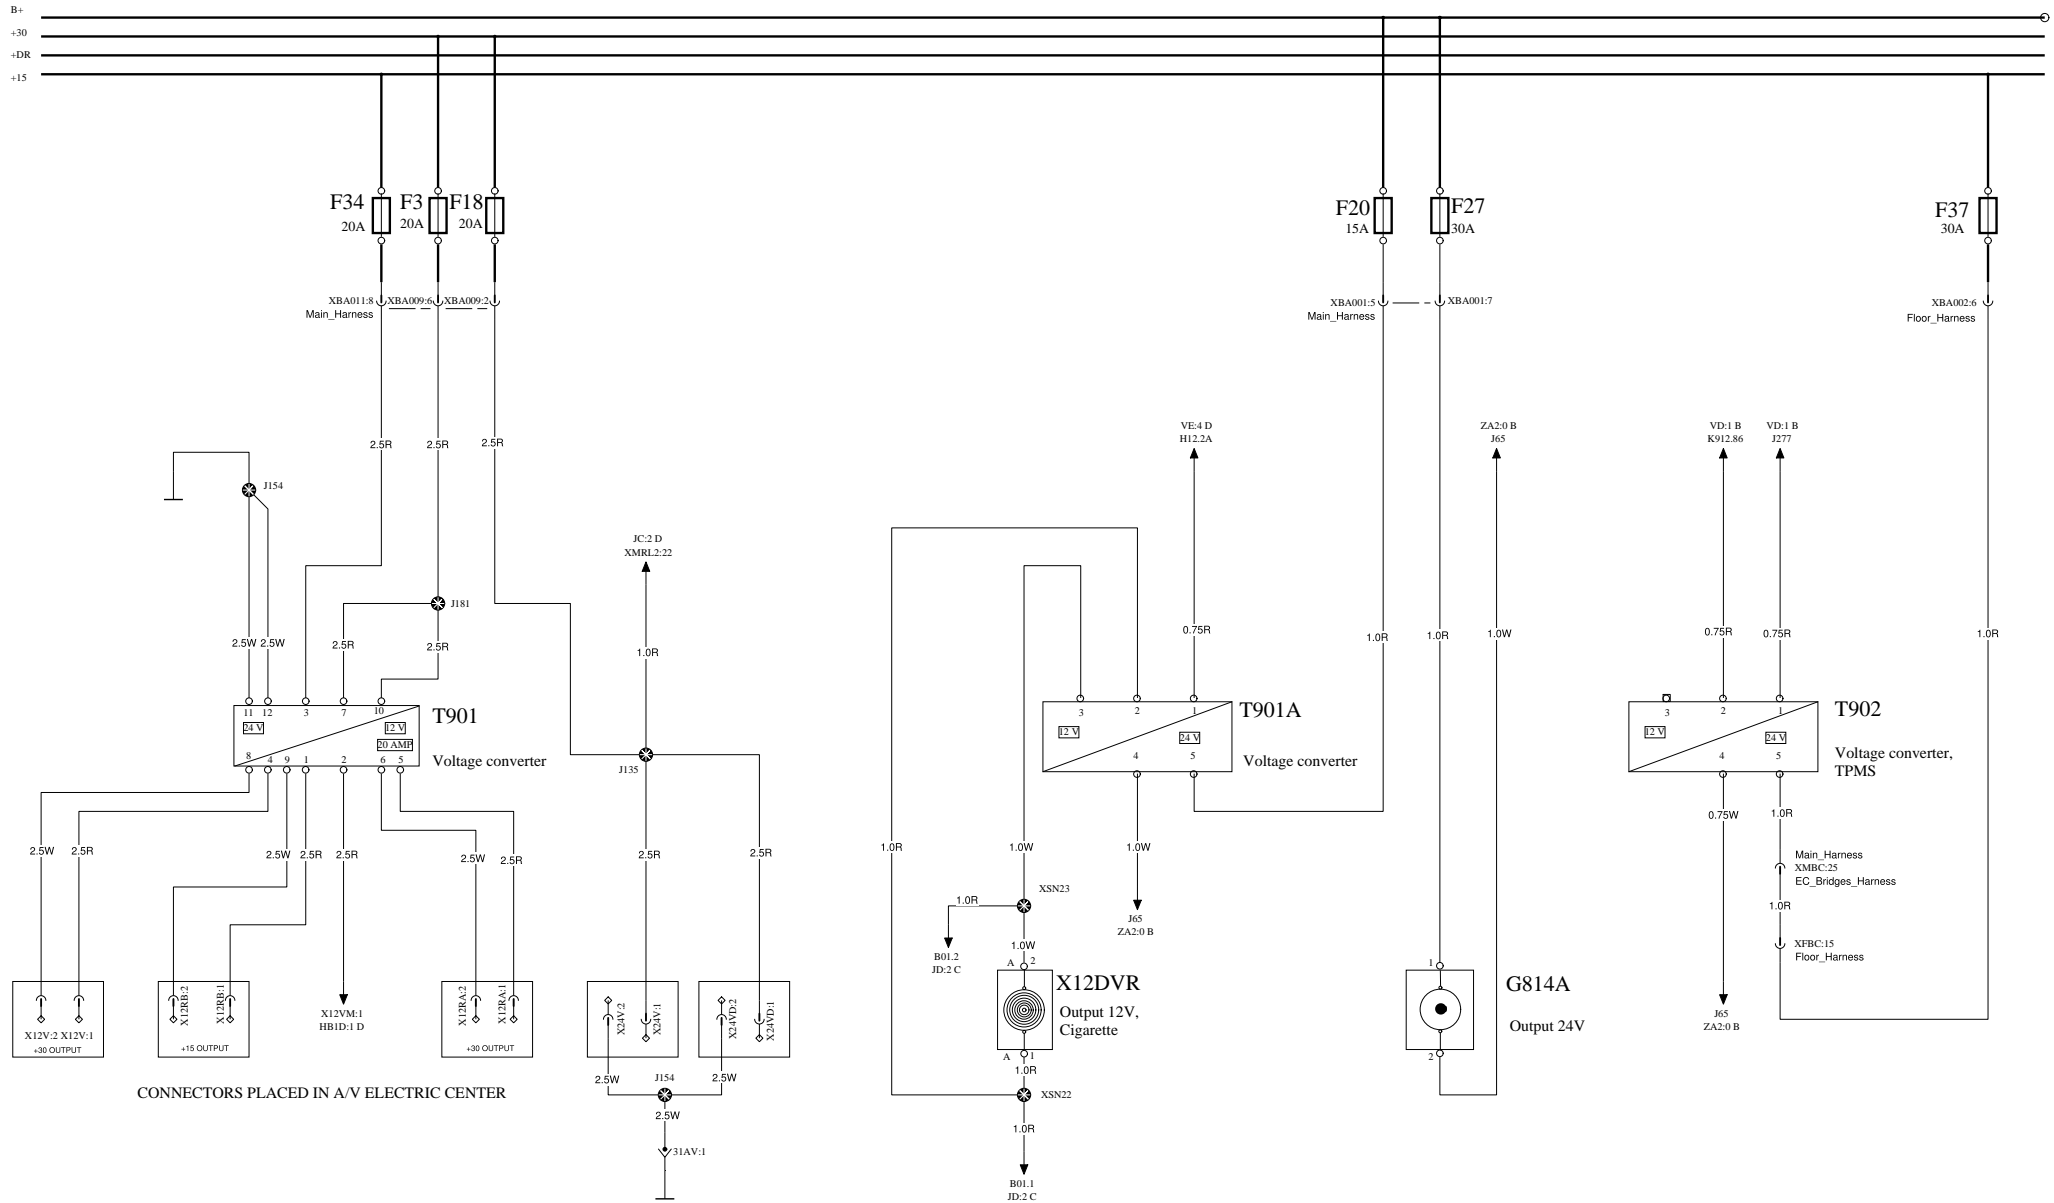 B+
+30
+DR
+15
F34
20A
F3
20A
F18
20A
F20
15A
F27
30A
F37
30A
XBA011:8
XBA009:6
XBA009:2
Main_Harness
XBA001:5
XBA001:7
Main_Harness
XBA002:6
Floor_Harness
2.5R
2.5R
2.5R
VE:4 D
H12.2A
ZA2:0 B
J65
VD:1 B
K912.86
VD:1 B
J277
J154
JC:2 D
XMRL2:22
J181
2.5W
2.5W
2.5R
2.5R
1.0R
0.75R
1.0R
1.0R
1.0W
0.75R
0.75R
1.0R
11
12
3
7
10
24 V
12 V
20 AMP
8
4
9
1
2
6
5
T901
Voltage converter
J135
3
2
1
12 V
24 V
4
5
T901A
Voltage converter
3
2
1
12 V
24 V
4
5
T902
Voltage converter,
TPMS
2.5W
2.5R
2.5W
2.5R
2.5R
2.5W
2.5R
2.5R
2.5R
1.0R
1.0W
1.0W
0.75W
1.0R
Main_Harness
XMBC:25
EC_Bridges_Harness
1.0R
XFBC:15
Floor_Harness
XSN23
1.0R
J65
ZA2:0 B
B01.2
JD:2 C
1.0W
A
2
X12DVR
Output 12V,
Cigarette
A
1
1.0R
XSN22
1.0R
B01.1
JD:2 C
1
G814A
Output 24V
2
J65
ZA2:0 B
X12V:2
X12V:1
+30 OUTPUT
X12RB:2
X12RB:1
+15 OUTPUT
X12VM:1
HB1D:1 D
X12RA:2
X12RA:1
+30 OUTPUT
X24V:2
X24V:1
X24VD:2
X24VD:1
2.5W
J154
2.5W
2.5W
31AV:1
CONNECTORS PLACED IN A/V ELECTRIC CENTER